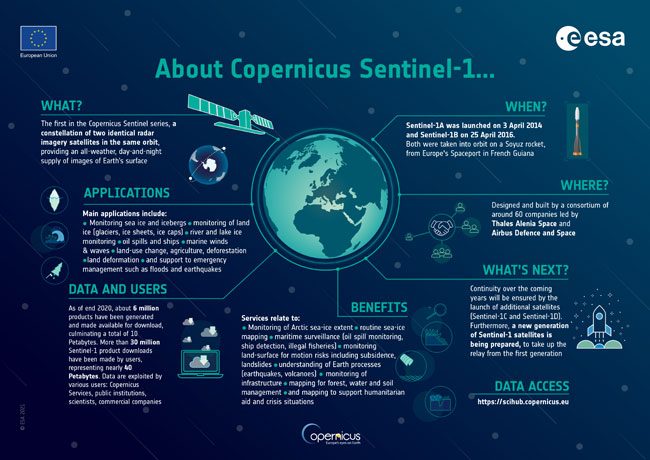 European Union
esa
About Copernicus Sentinel-1...
WHAT?
The first in the Copernicus Sentinel series, a
constellation of two identical radar
imagery satellites in the same orbit,
providing an all-weather, day-and-night
supply of images of Earth's surface
WHEN?
Sentinel-1A was launched on 3 April 2014
and Sentinel-1B on 25 April 2016.
Both were taken into orbit on a Soyuz rocket,
from Europe's Spaceport in French Guiana
APPLICATIONS
Main applications include:
• Monitoring sea ice and icebergs • monitoring of land
ice (glaciers, ice sheets, ice caps) • river and lake ice
monitoring • oil spills and ships • marine winds
& waves • land-use change, agriculture, deforestation
• land deformation • and support to emergency
management such as floods and earthquakes
WHERE?
Designed and built by a consortium of
around 60 companies led by
Thales Alenia Space and
Airbus Defence and Space
DATA AND USERS
As of end 2020, about 6 million
products have been generated
and made available for download,
culminating a total of 10
Petabytes. More than 30 million
Sentinel-1 product downloads
have been made by users,
representing nearly 40
Petabytes. Data are exploited by
various users: Copernicus
Services, public institutions,
scientists, commercial companies
BENEFITS
Services relate to:
• Monitoring of Arctic sea-ice extent • routine sea-ice
mapping • maritime surveillance (oil spill monitoring,
ship detection, illegal fisheries) • monitoring
land-surface for motion risks including subsidence,
landslides • understanding of Earth processes
(earthquakes, volcanoes) • monitoring of
infrastructure • mapping for forest, water and soil
management • and mapping to support humanitarian
aid and crisis situations
WHAT'S NEXT?
Continuity over the coming
years will be ensured by the
launch of additional satellites
(Sentinel-1C and Sentinel-1D).
Furthermore, a new generation
of Sentinel-1 satellites is
being prepared, to take up the
relay from the first generation
DATA ACCESS
https://scihub.copernicus.eu
© ESA 2021
opernicus
Europe's eyes on Earth